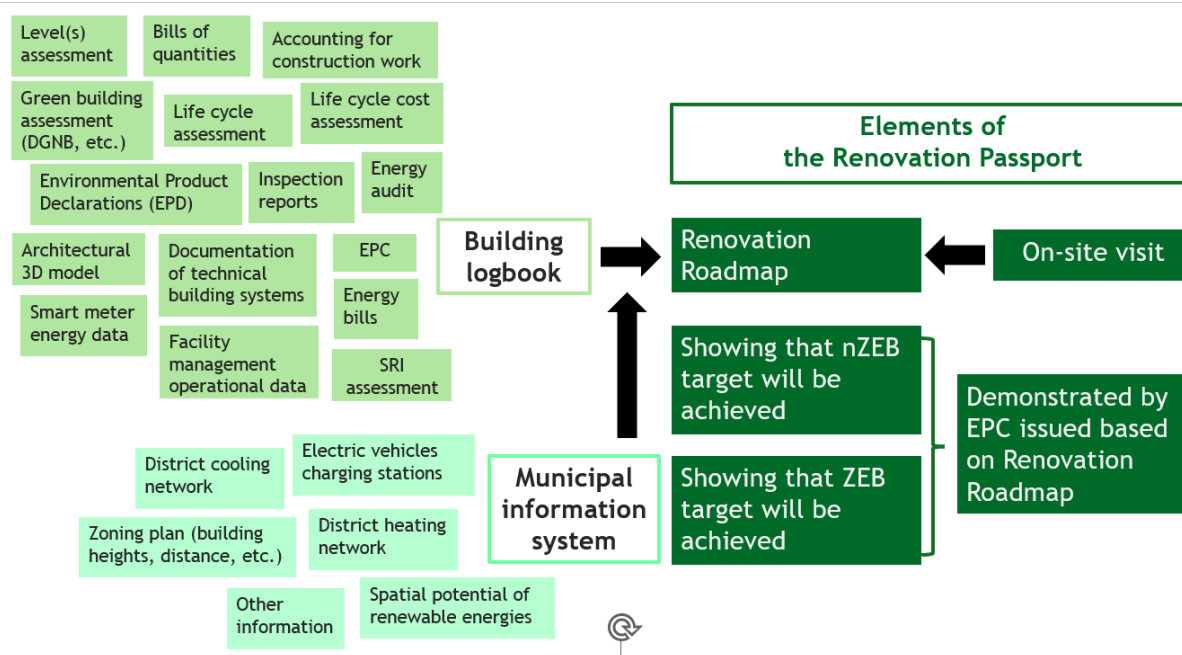 Level(s)
assessment
Bills of
quantities
Accounting for
construction work
Green building
assessment
(DGNB, etc.)
Life cycle
assessment
Life cycle cost
assessment
Environmental Product
Declarations (EPD)
Inspection
reports
Energy
audit
Architectural
3D model
Documentation
of technical
building systems
EPC
Smart meter
energy data
Energy
bills
Facility
management
operational data
SRI
assessment
Building
logbook
District cooling
network
Electric vehicles
charging stations
Zoning plan (building
heights, distance, etc.)
District heating
network
Other
information
Spatial potential of
renewable energies
Municipal
information
system
Elements of
the Renovation Passport
Renovation
Roadmap
On-site visit
Showing that nZEB
target will be
achieved
Showing that ZEB
target will be
achieved
Demonstrated by
EPC issued based
on Renovation
Roadmap